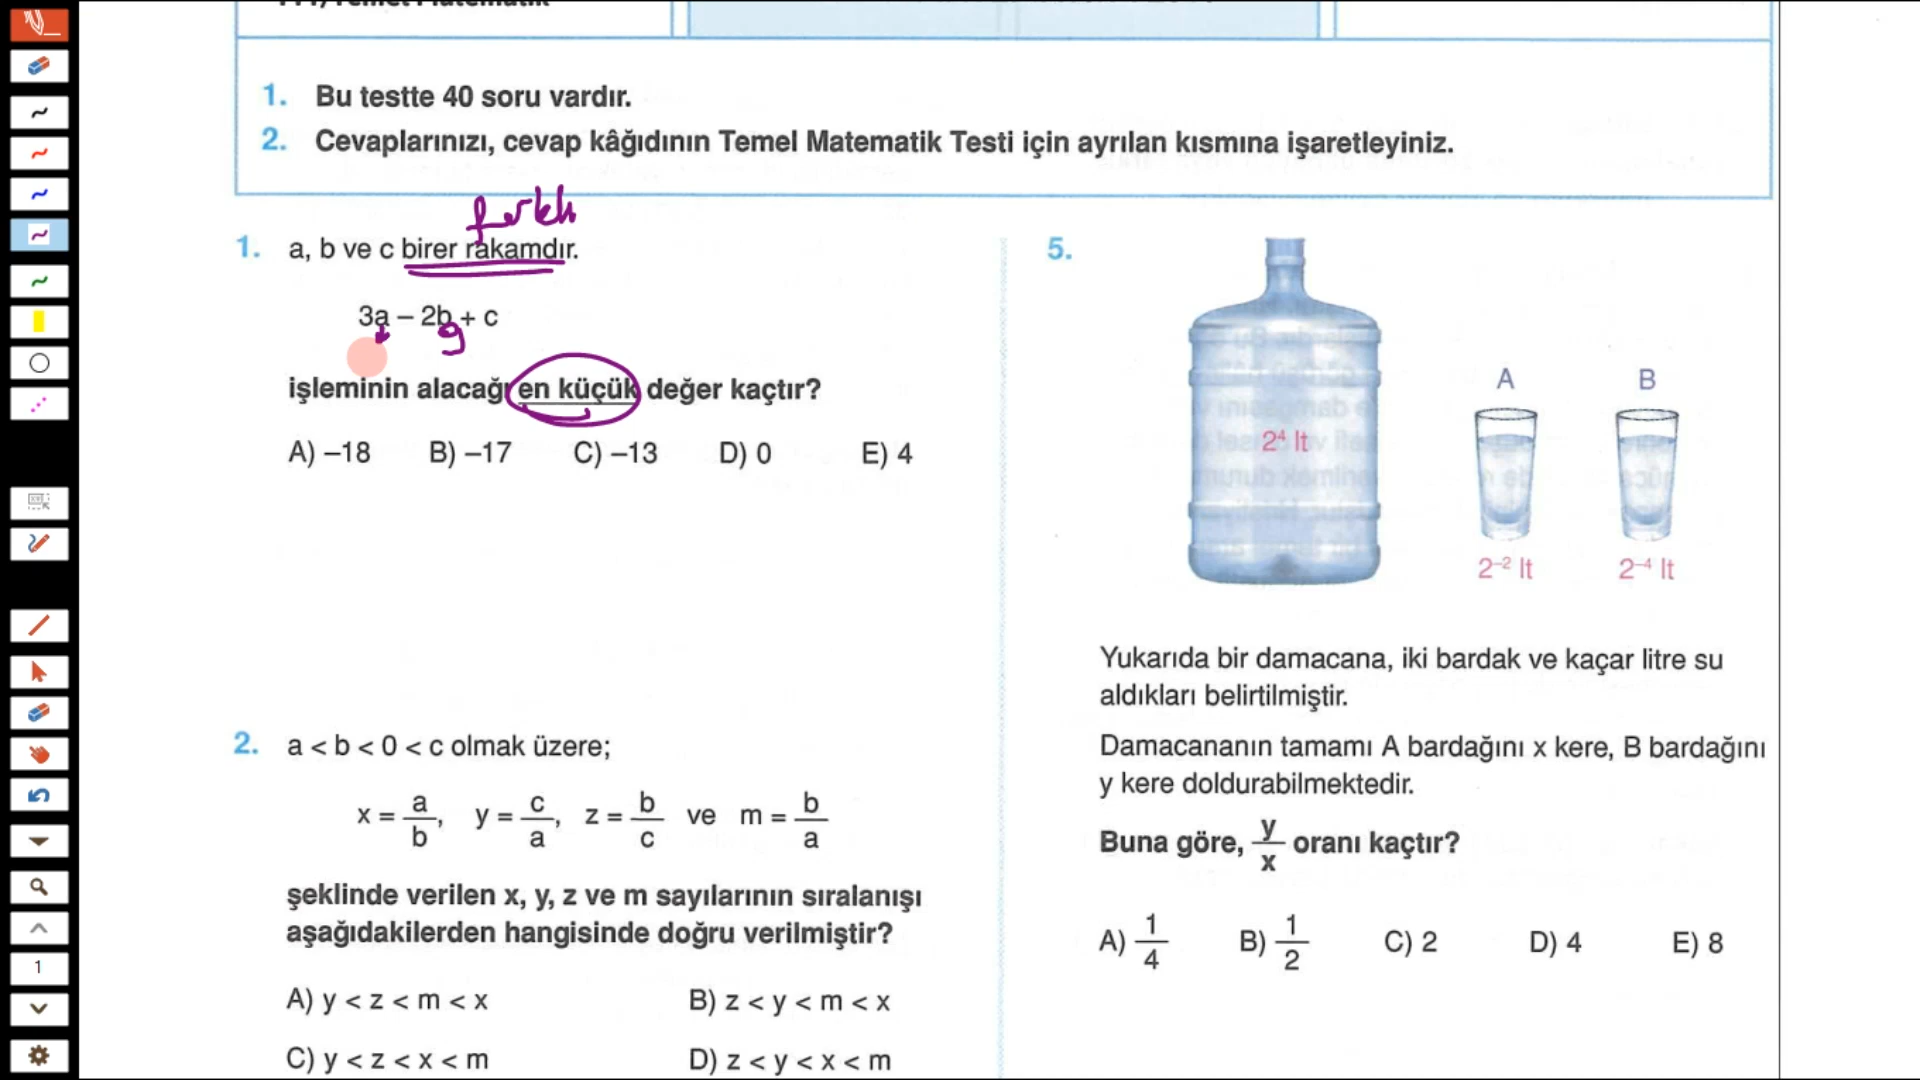 1. Bu testte 40 soru vardır.
2. Cevaplarınızı, cevap kâğıdının Temel Matematik Testi için ayrılan kısmına işaretleyiniz.
farklı
1. a, b ve c birer rakamdır.
3a – 2b + c
9
işleminin alacağı en küçük değer kaçtır?
A) –18 B) –17 C) –13 D) 0 E) 4
2. a < b < 0 < c olmak üzere;
x = a/b, y = c/a, z = b/c ve m = b/a
şeklinde verilen x, y, z ve m sayılarının sıralanışı
aşağıdakilerden hangisinde doğru verilmiştir?
A) y < z < m < x B) z < y < m < x
C) y < z < x < m D) z < y < x < m
5.
A B
2⁴ lt
2⁻² lt 2⁻⁴ lt
Yukarıda bir damacana, iki bardak ve kaçar litre su
aldıkları belirtilmiştir.
Damacananın tamamı A bardağını x kere, B bardağını
y kere doldurabilmektedir.
Buna göre, y/x oranı kaçtır?
A) 1/4 B) 1/2 C) 2 D) 4 E) 8
1